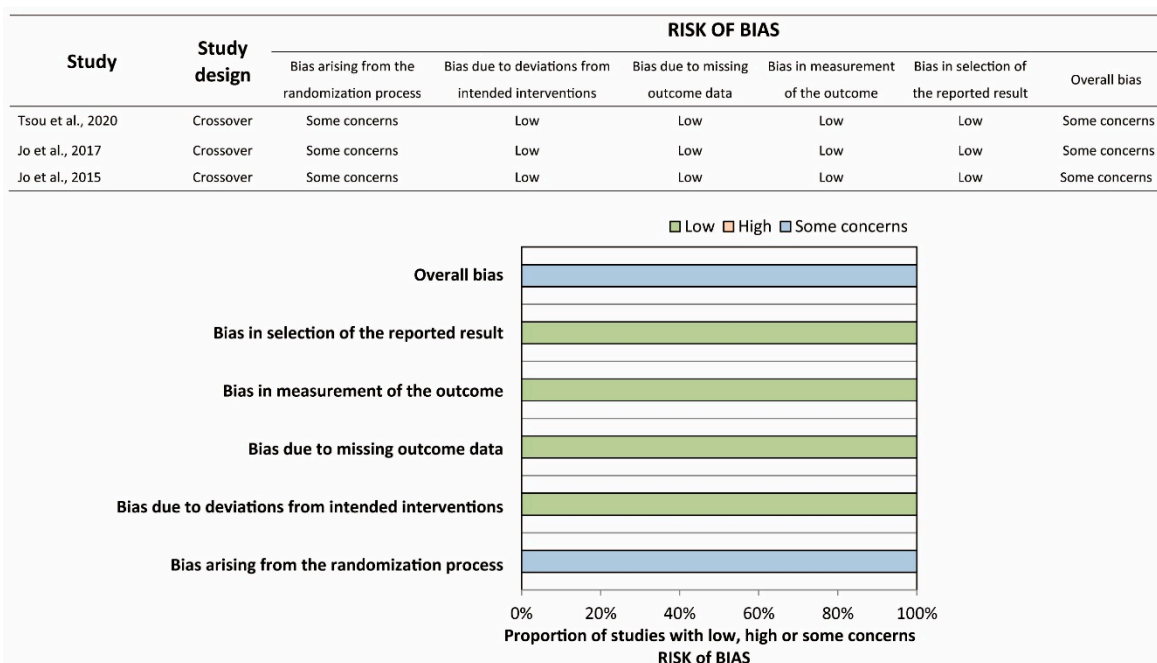 RISK OF BIAS
Study
Study design
Bias arising from the randomization process
Bias due to deviations from intended interventions
Bias due to missing outcome data
Bias in measurement of the outcome
Bias in selection of the reported result
Overall bias
Tsou et al., 2020 Crossover Some concerns Low Low Low Low Some concerns
Jo et al., 2017 Crossover Some concerns Low Low Low Low Some concerns
Jo et al., 2015 Crossover Some concerns Low Low Low Low Some concerns
Low High Some concerns
Overall bias
Bias in selection of the reported result
Bias in measurement of the outcome
Bias due to missing outcome data
Bias due to deviations from intended interventions
Bias arising from the randomization process
0% 20% 40% 60% 80% 100%
Proportion of studies with low, high or some concerns
RISK of BIAS